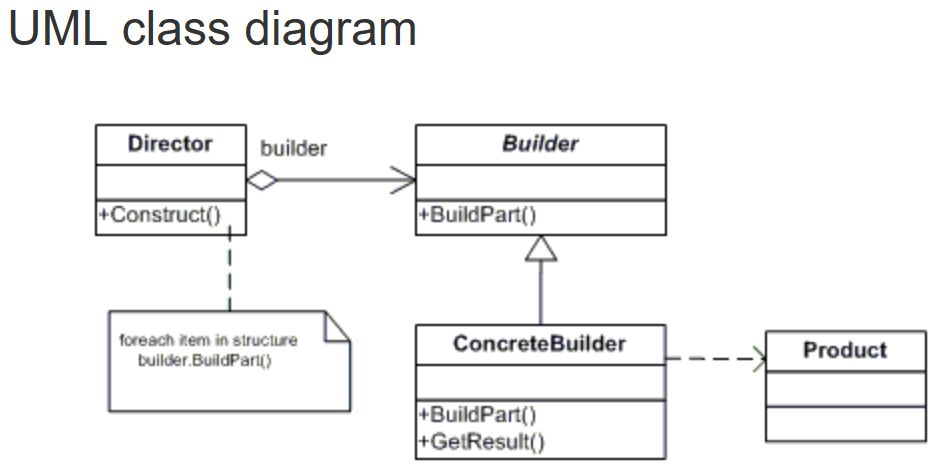 UML class diagram
Director
builder
Builder
+Construct()
+BuildPart()
foreach item in structure
builder.BuildPart()
ConcreteBuilder
Product
+BuildPart()
+GetResult()